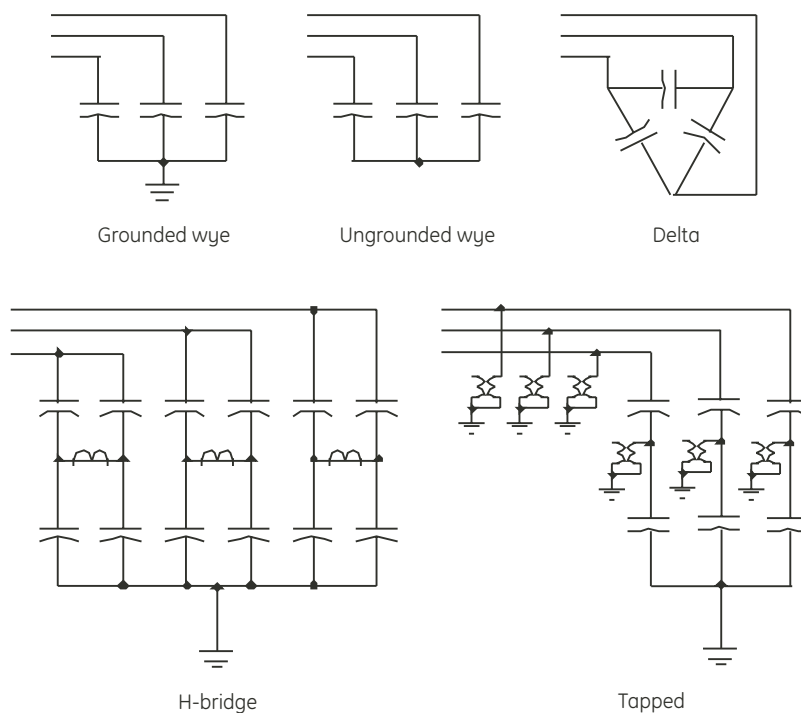 Grounded wye
Ungrounded wye
Delta
H-bridge
Tapped